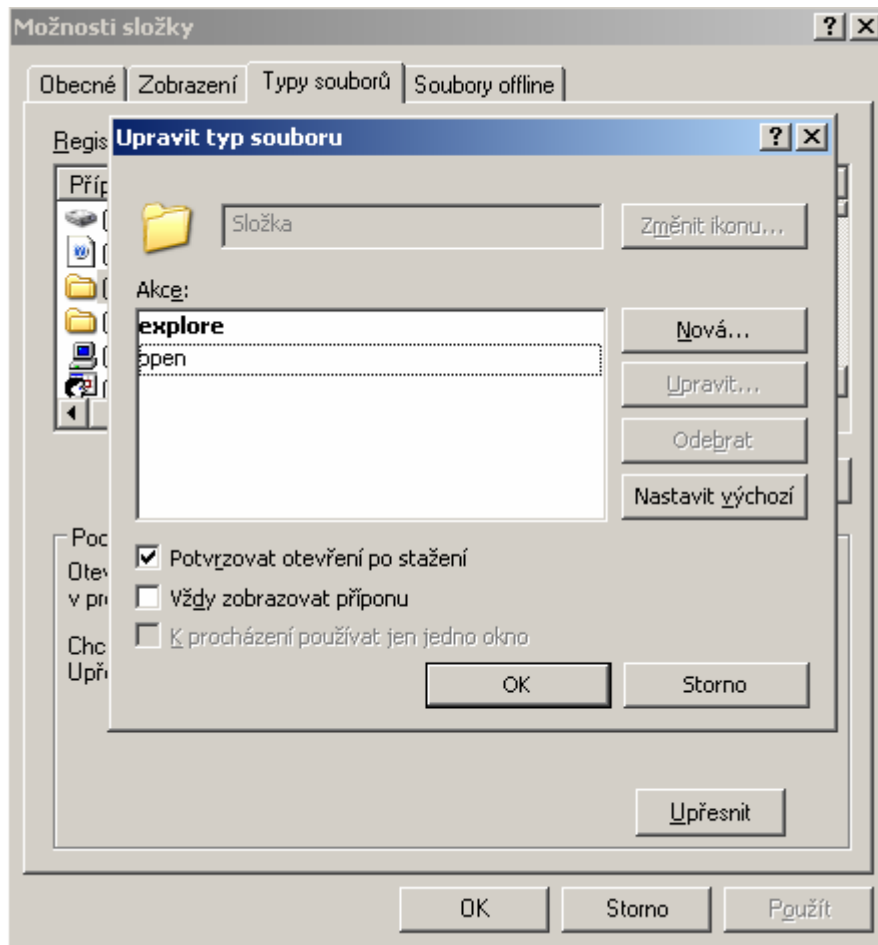 Možnosti složky
Obecné Zobrazení Typy souborů Soubory offline
Upravit typ souboru
Složka
Změnit ikonu...
Akce:
explore
open
Nová...
Upravit...
Odebrat
Nastavit výchozí
Potvrzovat otevření po stažení
Vždy zobrazovat příponu
K procházení používat jen jedno okno
OK Storno
Upřesnit
OK Storno Použít